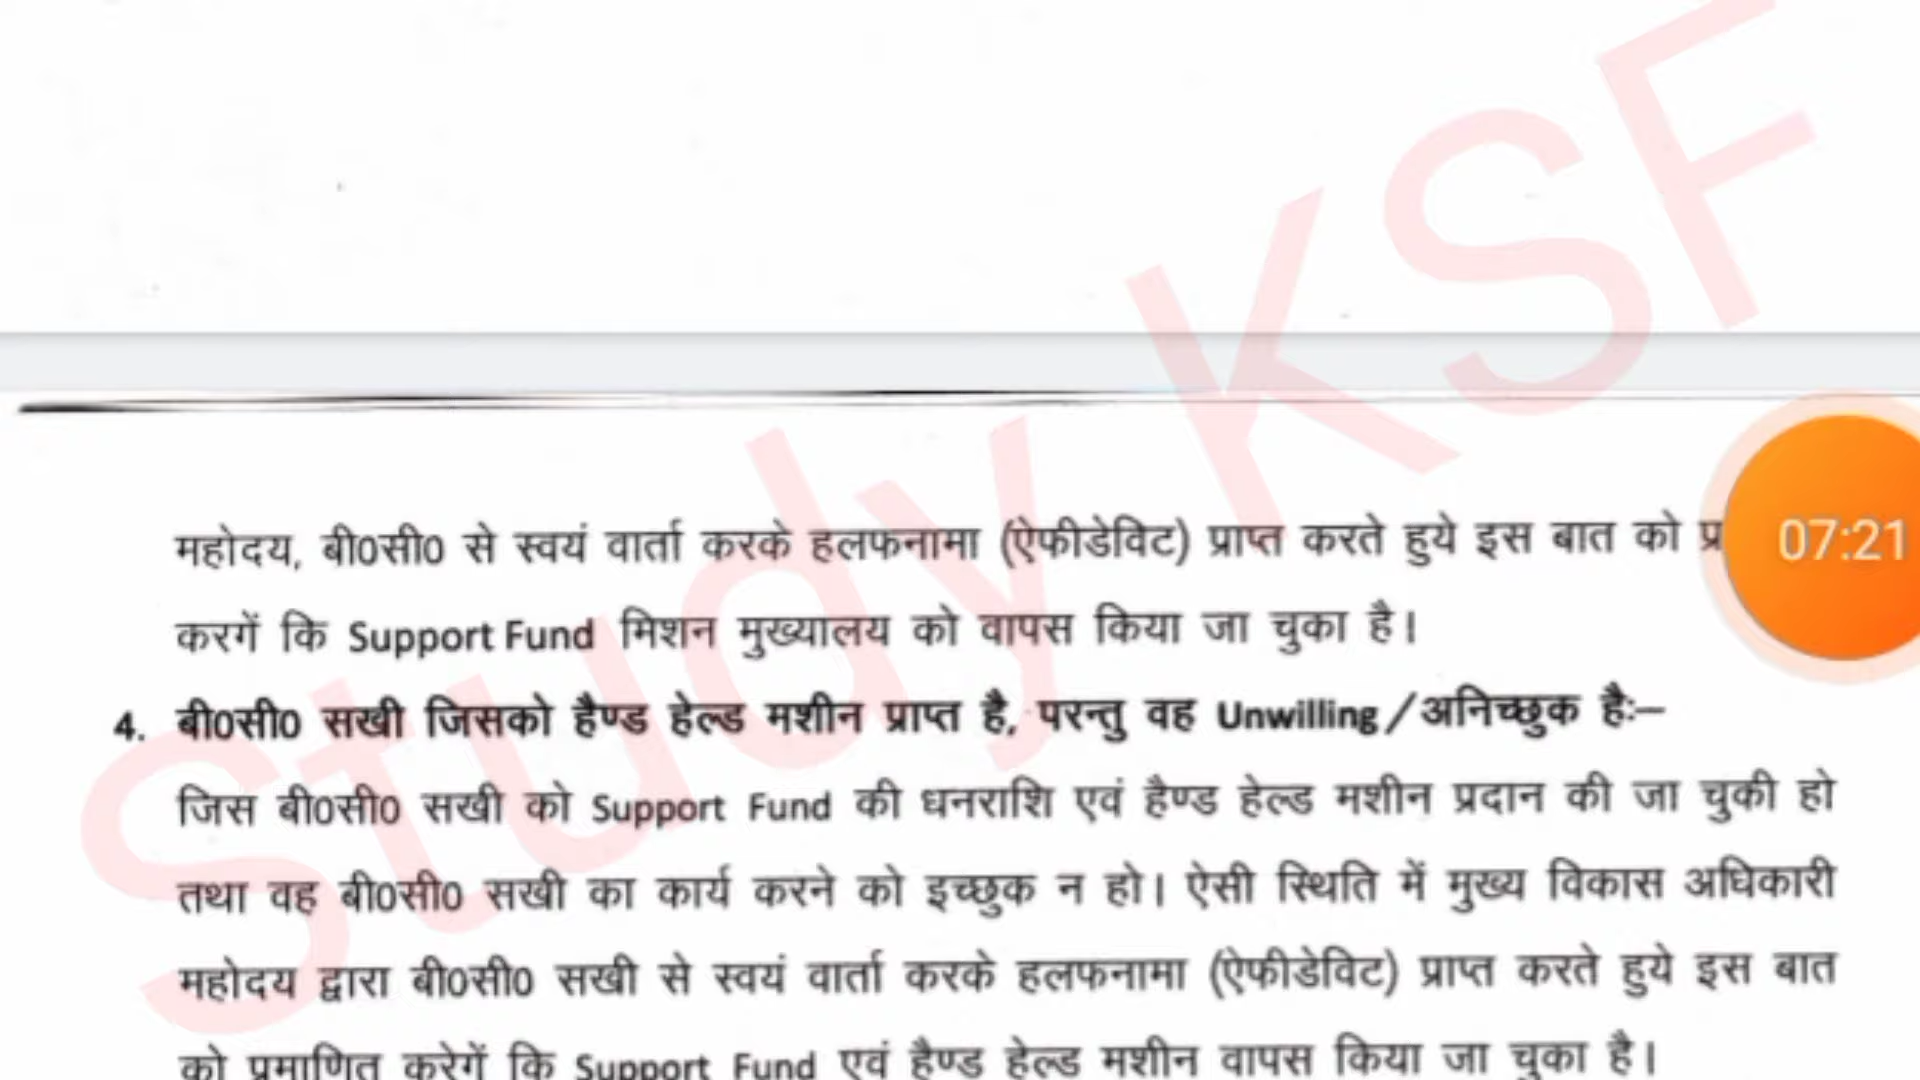 महोदय, बी0सी0 से स्वयं वार्ता करके हलफनामा (ऐफीडेविट) प्राप्त करते हुये इस बात को प्र
करगें कि Support Fund मिशन मुख्यालय को वापस किया जा चुका है।
4. बी0सी0 सखी जिसको हैण्ड हेल्ड मशीन प्राप्त है, परन्तु वह Unwilling/अनिच्छुक है:–
जिस बी0सी0 सखी को Support Fund की धनराशि एवं हैण्ड हेल्ड मशीन प्रदान की जा चुकी हो
तथा वह बी0सी0 सखी का कार्य करने को इच्छुक न हो। ऐसी स्थिति में मुख्य विकास अधिकारी
महोदय द्वारा बी0सी0 सखी से स्वयं वार्ता करके हलफनामा (ऐफीडेविट) प्राप्त करते हुये इस बात
को प्रमाणित करेगें कि Support Fund एवं हैण्ड हेल्ड मशीन वापस किया जा चुका है।
07:21
Study KSF